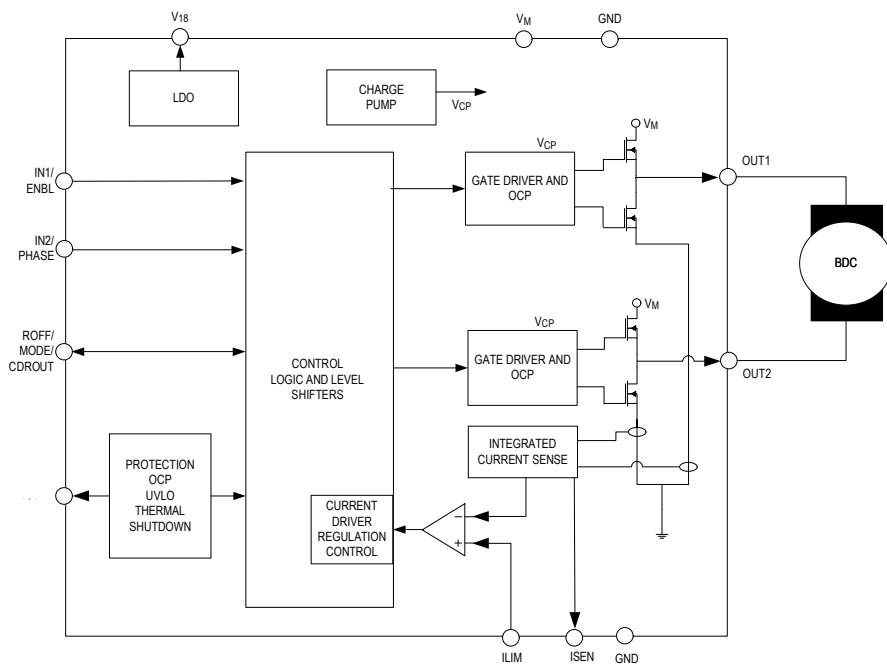 V18
VM
GND
LDO
CHARGE
PUMP
VCP
VM
IN1/
ENBL
VCP
OUT1
GATE DRIVER AND
OCP
IN2/
PHASE
BDC
VM
ROFF/
MODE/
CDROUT
VCP
CONTROL
LOGIC AND LEVEL
SHIFTERS
GATE DRIVER AND
OCP
OUT2
INTEGRATED
CURRENT SENSE
PROTECTION
OCP
UVLO
THERMAL
SHUTDOWN
CURRENT
DRIVER
REGULATION
CONTROL
−
+
ILIM
ISEN
GND